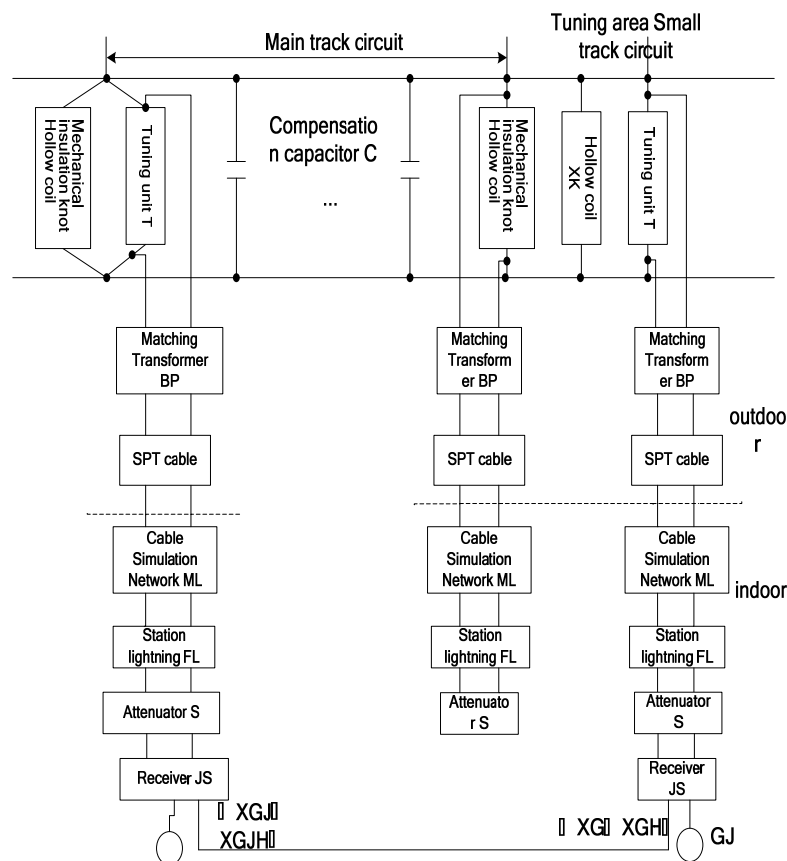 Main track circuit
Tuning area Small
track circuit
Mechanical
insulation knot
Hollow coil
Tuning unit T
Compensatio
n capacitor C
...
Mechanical
insulation knot
Hollow coil
Hollow coil
XK
Tuning unit T
Matching
Transformer
BP
Matching
Transform
er BP
Matching
Transform
er BP
outdoo
r
SPT cable
SPT cable
SPT cable
Cable
Simulation
Network ML
Cable
Simulation
Network ML
Cable
Simulation
Network ML
indoor
Station
lightning FL
Station
lightning FL
Station
lightning FL
Attenuator S
Attenuato
r S
Attenuator
S
Receiver JS
Receiver
JS
XGJ
XGJH
XG XGH
GJ